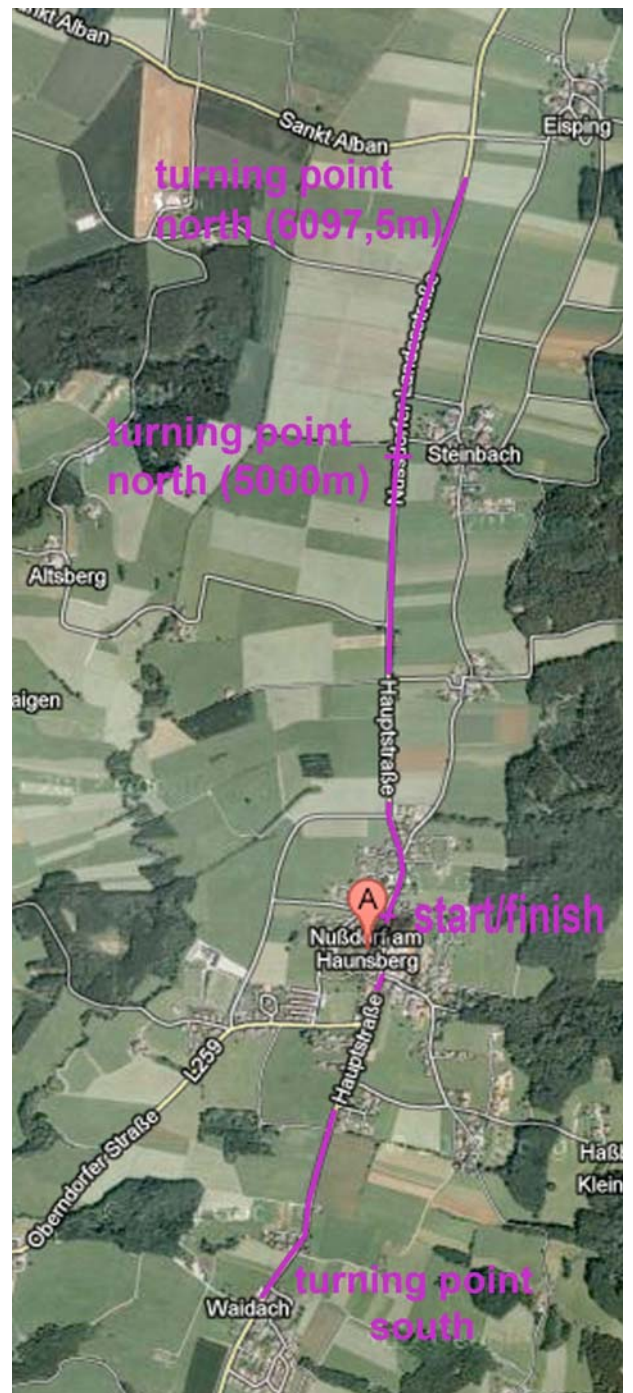 Sankt Alban
Sankt Alban
Eisping
turning point
north (6097,5m)
turning point
north (5000m)
Steinbach
Altsberg
aigen
Hauptstraße
A
start/finish
Nußdorf am
Haunsberg
L259
Hauptstraße
Oberndorfer Straße
Haßl
Klein
turning point
south
Waidach